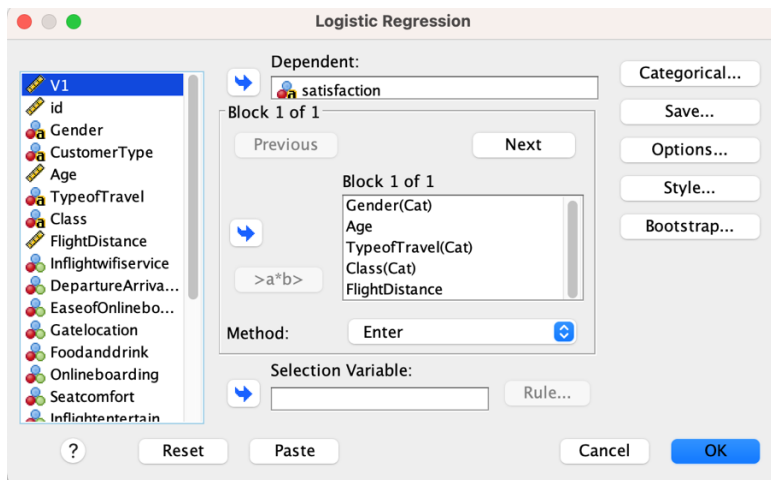 Logistic Regression
V1
id
Gender
CustomerType
Age
TypeofTravel
Class
FlightDistance
Inflightwifiservice
DepartureArriva...
EaseofOnlinebo...
Gatelocation
Foodanddrink
Onlineboarding
Seatcomfort
Inflightentertain
Dependent:
satisfaction
Block 1 of 1
Previous
Next
Block 1 of 1
Gender(Cat)
Age
TypeofTravel(Cat)
Class(Cat)
FlightDistance
>a*b>
Method:
Enter
Selection Variable:
Rule...
Categorical...
Save...
Options...
Style...
Bootstrap...
?
Reset
Paste
Cancel
OK